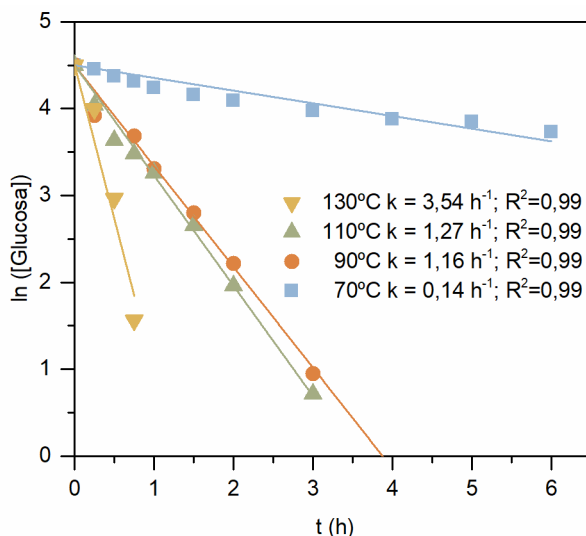 5
4
3
2
1
0
0 1 2 3 4 5 6
ln ([Glucosa])
t (h)
130ºC k = 3,54 h⁻¹; R²=0,99
110ºC k = 1,27 h⁻¹; R²=0,99
90ºC k = 1,16 h⁻¹; R²=0,99
70ºC k = 0,14 h⁻¹; R²=0,99